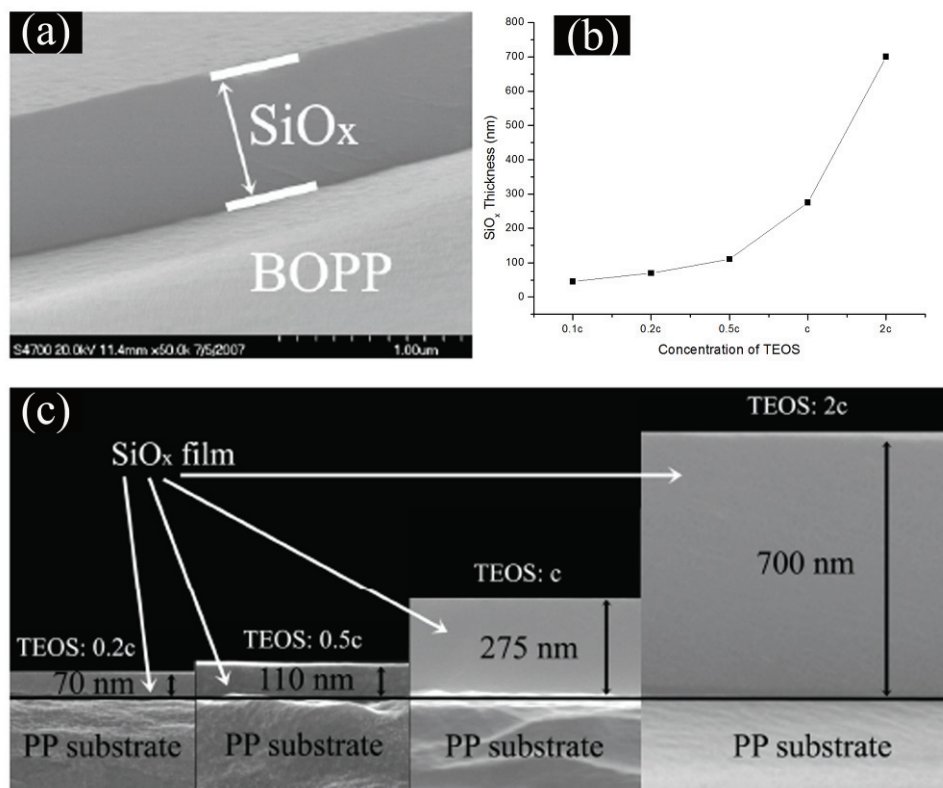 (a)
SiOx
BOPP
S4700 20.0kV 11.4mm x50.0k 7/5/2007 1.00um
(b)
800
700
600
500
400
300
200
100
0
SiOx Thickness (nm)
0.1c 0.2c 0.5c c 2c
Concentration of TEOS
(c)
TEOS: 2c
SiOx film
700 nm
TEOS: c
275 nm
TEOS: 0.2c
TEOS: 0.5c
70 nm
110 nm
PP substrate PP substrate PP substrate PP substrate